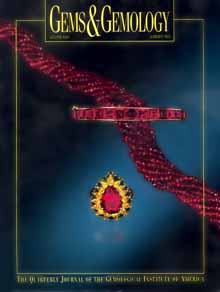 GEMS & GEMOLOGY
THE QUARTERLY JOURNAL OF THE GEMOLOGICAL INSTITUTE OF AMERICA